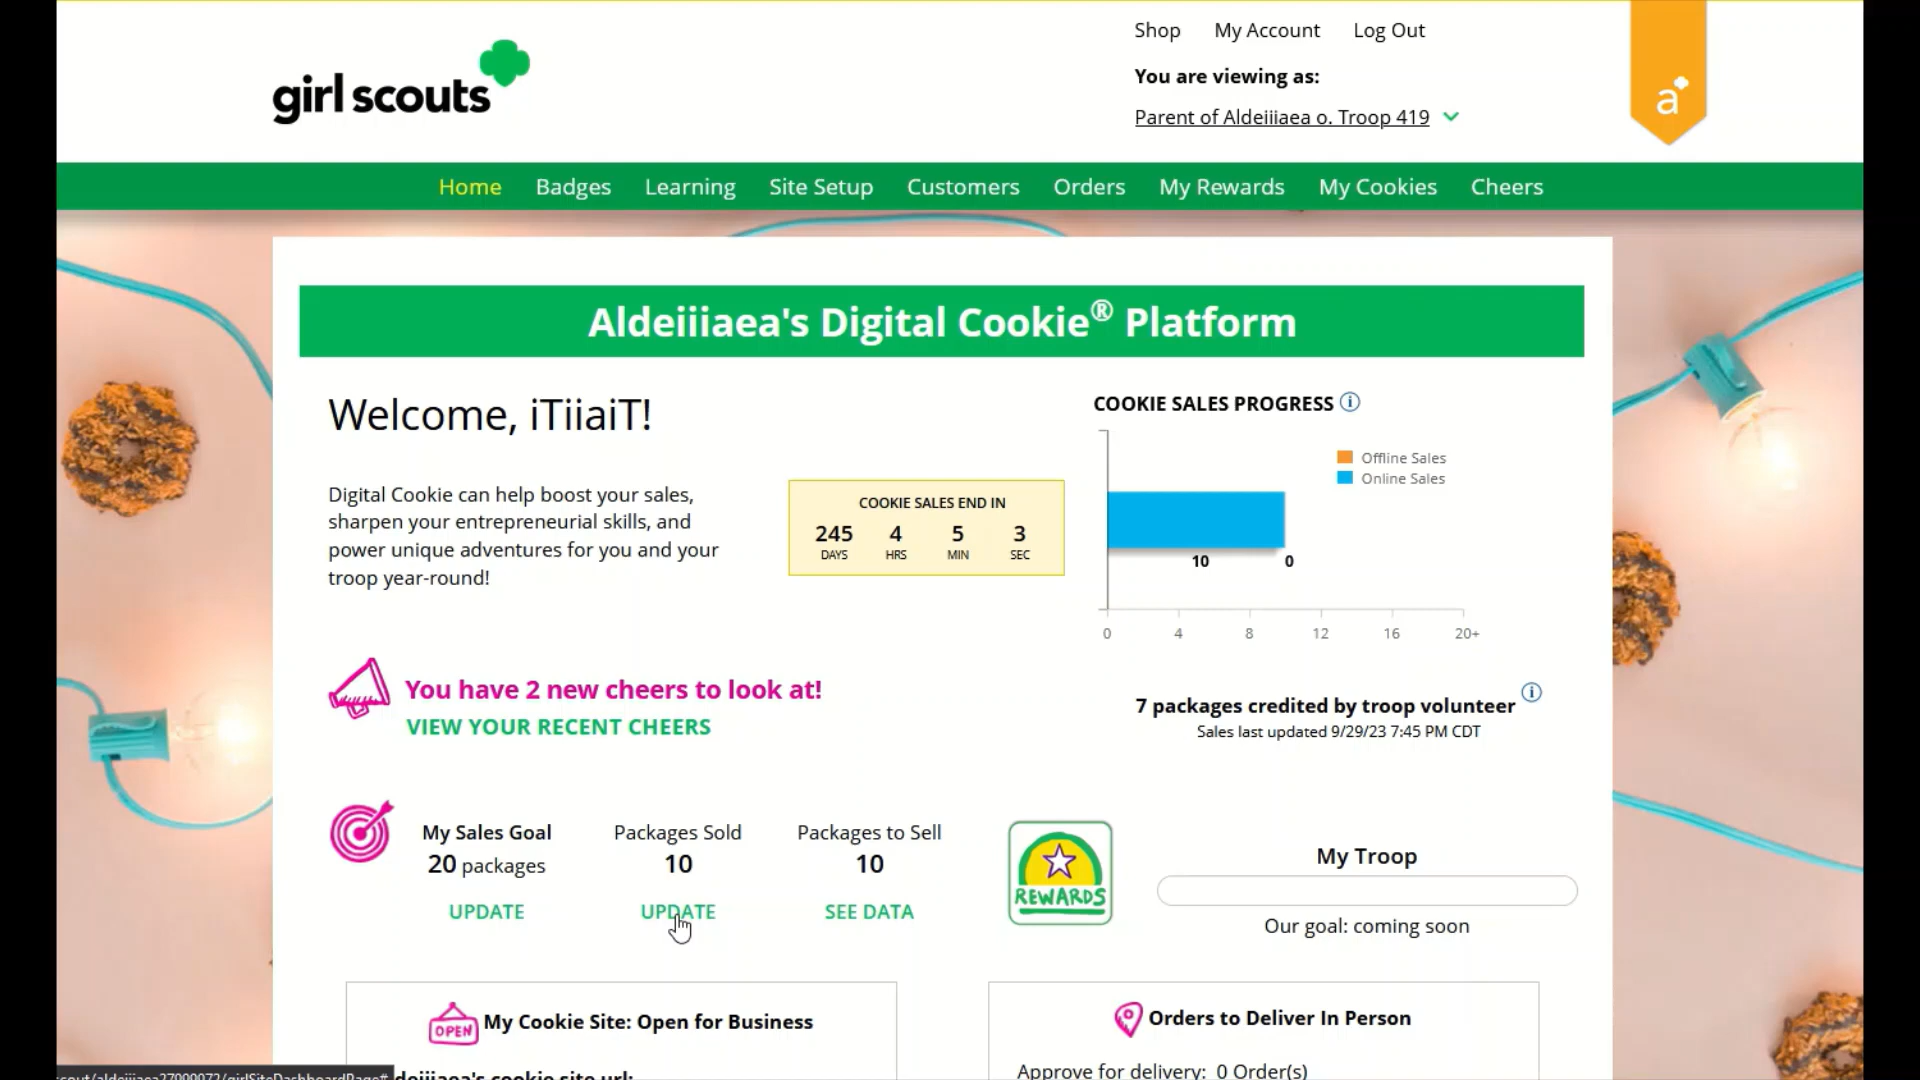 Shop My Account Log Out
girl scouts
You are viewing as:
Parent of Aldeiiiaea o. Troop 419
a
Home Badges Learning Site Setup Customers Orders My Rewards My Cookies Cheers
Aldeiiiaea's Digital Cookie® Platform
Welcome, iTiiaiT!
Digital Cookie can help boost your sales,
sharpen your entrepreneurial skills, and
power unique adventures for you and your
troop year-round!
COOKIE SALES END IN
245 4 5 3
DAYS HRS MIN SEC
COOKIE SALES PROGRESS i
Offline Sales
Online Sales
10 0
0 4 8 12 16 20+
You have 2 new cheers to look at!
VIEW YOUR RECENT CHEERS
7 packages credited by troop volunteer i
Sales last updated 9/29/23 7:45 PM CDT
My Sales Goal Packages Sold Packages to Sell
20 packages 10 10
UPDATE UPDATE SEE DATA
REWARDS
My Troop
Our goal: coming soon
OPEN My Cookie Site: Open for Business
Orders to Deliver In Person
Approve for delivery: 0 Order(s)
deiiiaea's cookie site url: